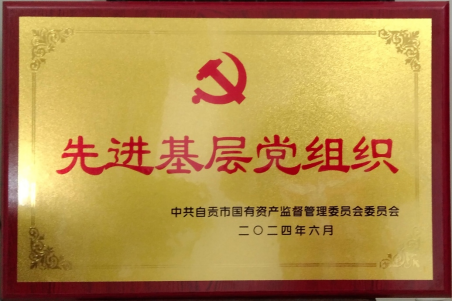 先进基层党组织
中共自贡市国有资产监督管理委员会委员会
二〇二四年六月